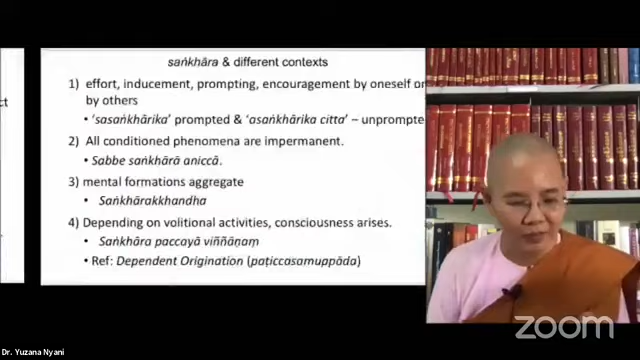 ct
saṅkhāra & different contexts
1) effort, inducement, prompting, encouragement by oneself or
by others
• 'sasaṅkhārika' prompted & 'asaṅkhārika citta' – unprompte
2) All conditioned phenomena are impermanent.
• Sabbe saṅkhārā aniccā.
3) mental formations aggregate
• Saṅkhārakkhandha
4) Depending on volitional activities, consciousness arises.
• Saṅkhāra paccayā viññāṇaṃ
• Ref: Dependent Origination (paṭiccasamuppāda)
zoom
Dr. Yuzana Nyani